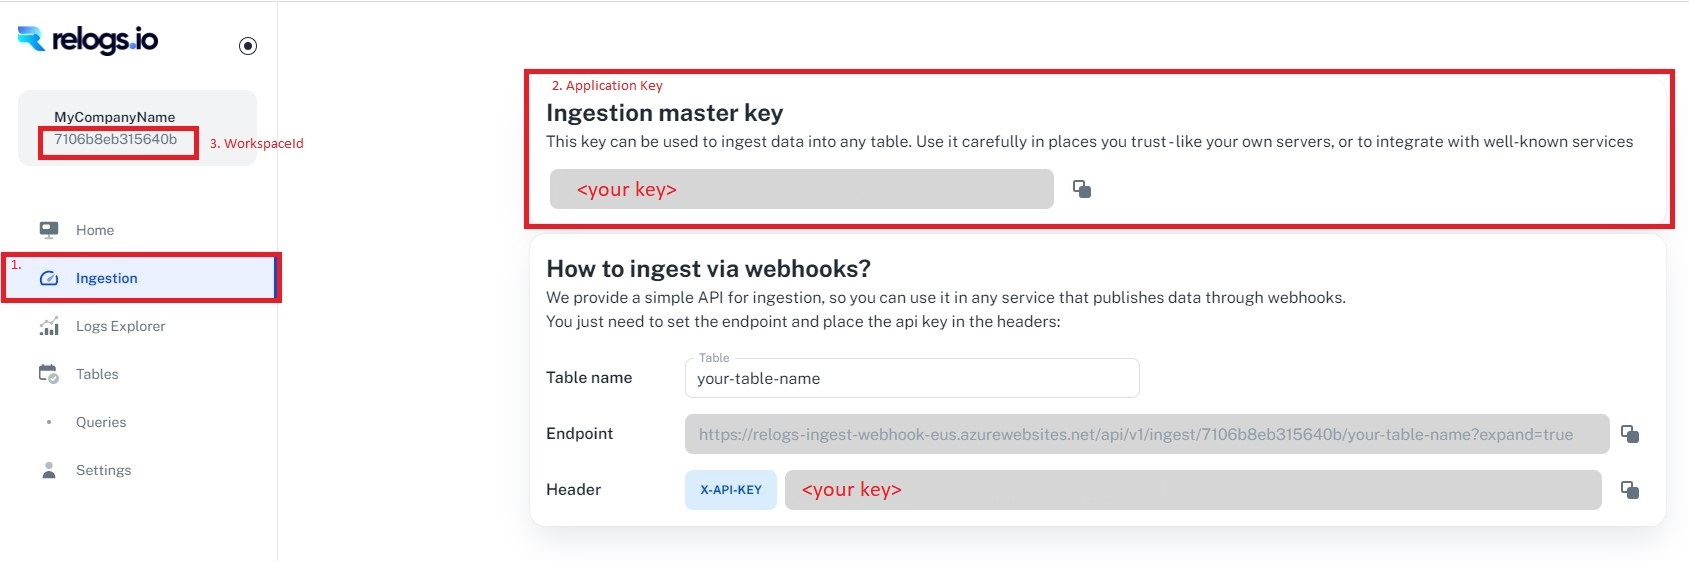 relogs.io
MyCompanyName
7106b8eb315640b
3. WorkspaceId
Home
1.
Ingestion
Logs Explorer
Tables
Queries
Settings
2. Application Key
Ingestion master key
This key can be used to ingest data into any table. Use it carefully in places you trust - like your own servers, or to integrate with well-known services
<your key>
How to ingest via webhooks?
We provide a simple API for ingestion, so you can use it in any service that publishes data through webhooks.
You just need to set the endpoint and place the api key in the headers:
Table
Table name your-table-name
Endpoint https://relogs-ingest-webhook-eus.azurewebsites.net/api/v1/ingest/7106b8eb315640b/your-table-name?expand=true
Header X-API-KEY <your key>